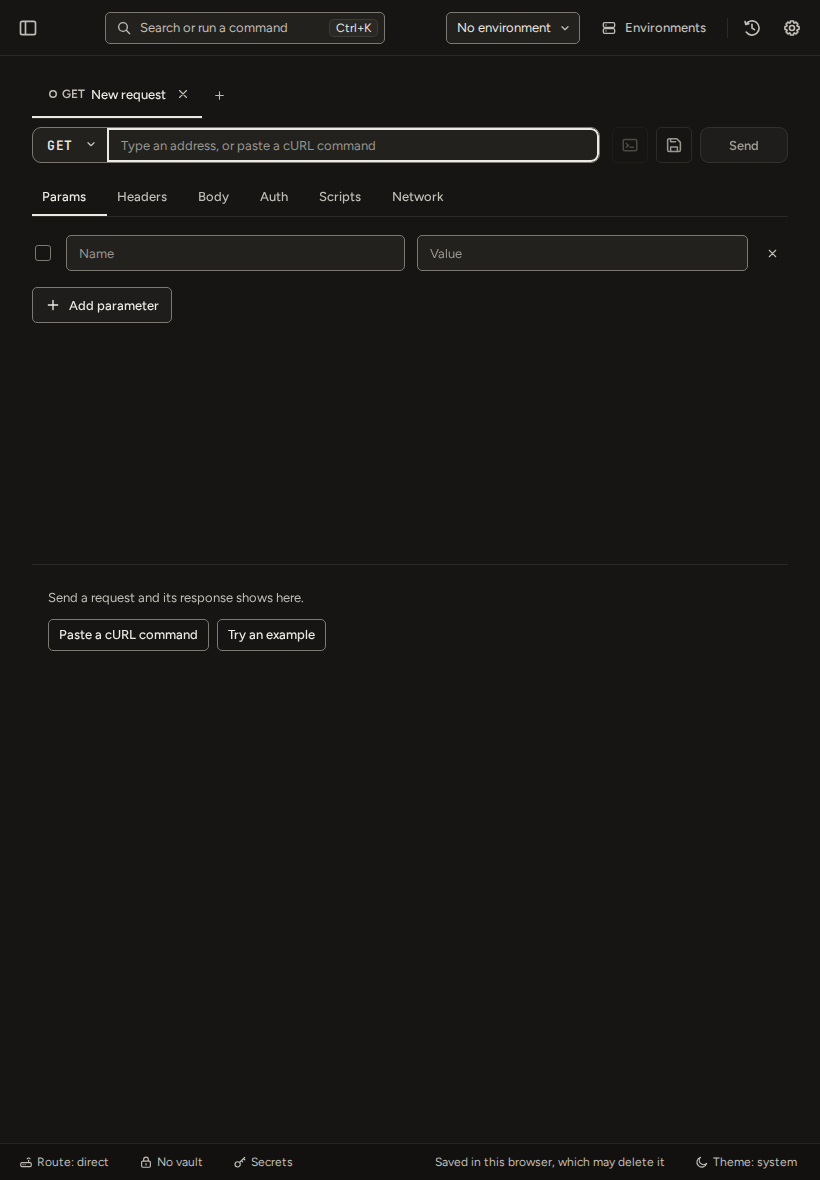 Search or run a command Ctrl+K No environment Environments
GET New request
GET Type an address, or paste a cURL command Send
Params Headers Body Auth Scripts Network
Name Value
Add parameter
Send a request and its response shows here.
Paste a cURL command Try an example
Route: direct No vault Secrets Saved in this browser, which may delete it Theme: system